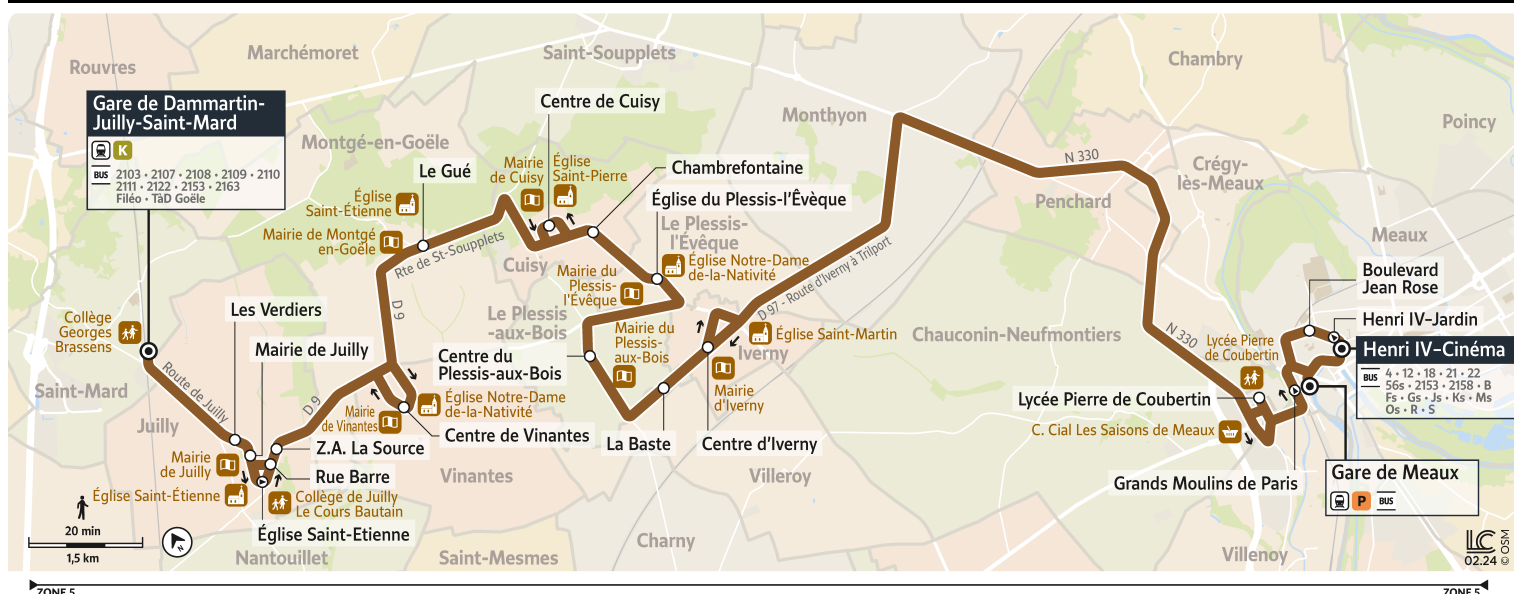 Rouvres
Marchémoret
Saint-Soupplets
Chambry
Poincy
Gare de Dammartin-
Juilly-Saint-Mard
K
BUS
2103 • 2107 • 2108 • 2109 • 2110
2111 • 2122 • 2153 • 2163
Filéo • TàD Goële
Montgé-en-Goële
Monthyon
Centre de Cuisy
Le Gué
Mairie
de Cuisy
Église
Saint-Pierre
Chambrefontaine
Église du Plessis-l'Évêque
N 330
Crégy-
lès-Meaux
Penchard
Meaux
Église
Saint-Étienne
Mairie de Montgé
en-Goële
Rte de St-Soupplets
Cuisy
Le Plessis-
l'Évêque
Église Notre-Dame
de-la-Nativité
Mairie du
Plessis-
l'Évêque
D 97 - Route d'Iverny à Trilport
D 9
Le Plessis
-aux-Bois
Mairie du
Plessis-
aux-Bois
Église Saint-Martin
Iverny
Mairie
d'Iverny
Chauconin-Neufmontiers
N 330
Boulevard
Jean Rose
Henri IV–Jardin
Henri IV–Cinéma
BUS
4 • 12 • 18 • 21 • 22
56s • 2153 • 2158 • B
Fs • Gs • Js • Ks • Ms
Os • R • S
Lycée Pierre
de Coubertin
Lycée Pierre de Coubertin
C. Cial Les Saisons de Meaux
Grands Moulins de Paris
Gare de Meaux
P
BUS
Collège
Georges
Brassens
Les Verdiers
Mairie de Juilly
Saint-Mard
Route de Juilly
D 9
Juilly
Centre du
Plessis-aux-Bois
Église Notre-Dame
de-la-Nativité
Mairie
de Vinantes
Centre de Vinantes
La Baste
Centre d'Iverny
Z.A. La Source
Rue Barre
Mairie
de Juilly
Église Saint-Étienne
Collège de Juilly
Le Cours Bautain
Église Saint-Etienne
Vinantes
Villeroy
Charny
Nantouillet
Saint-Mesmes
Villenoy
20 min
1,5 km
N
LC
02.24
© OSM
ZONE 5
ZONE 5